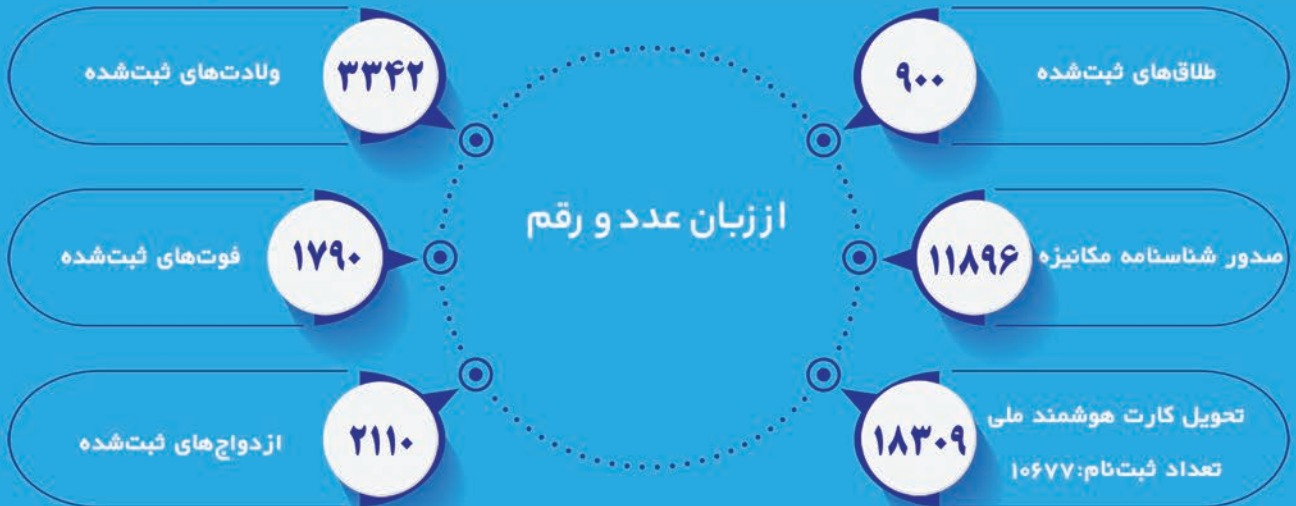 از زبان عدد و رقم
طلاق‌های ثبت‌شده
۹۰۰
صدور شناسنامه مکانیزه
۱۱۸۹۶
تحویل کارت هوشمند ملی
تعداد ثبت‌نام:۱۰۶۷۷
۱۸۳۰۹
ولادت‌های ثبت‌شده
۳۳۴۲
فوت‌های ثبت‌شده
۱۷۹۰
ازدواج‌های ثبت‌شده
۲۱۱۰